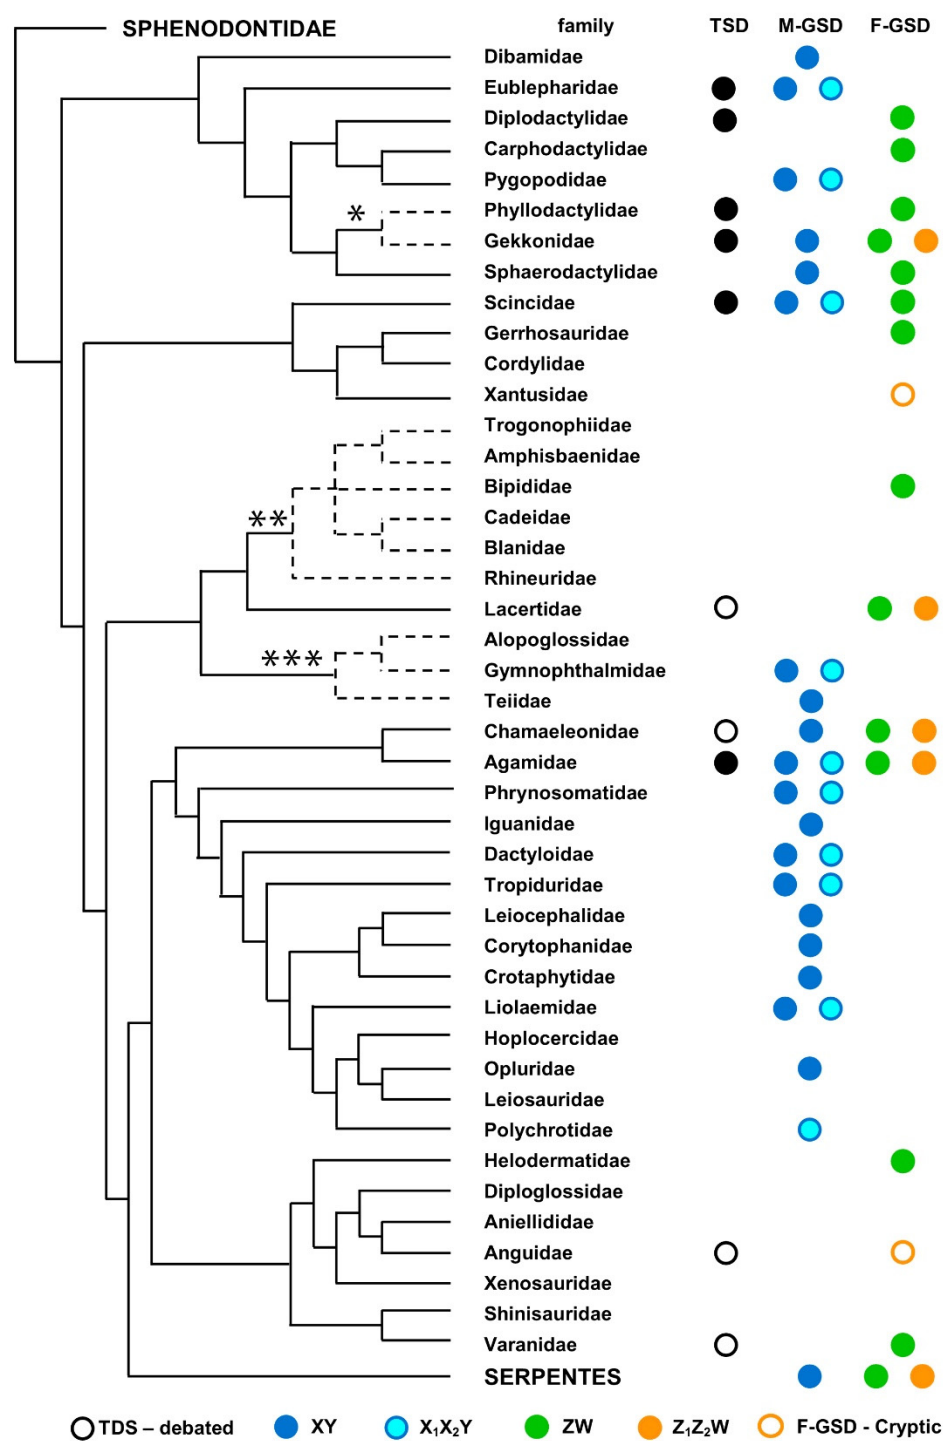 SPHENODONTIDAE family TSD M-GSD F-GSD
Dibamidae
Eublepharidae
Diplodactylidae
Carphodactylidae
Pygopodidae
* Phyllodactylidae
Gekkonidae
Sphaerodactylidae
Scincidae
Gerrhosauridae
Cordylidae
Xantusidae
Trogonophiidae
Amphisbaenidae
Bipididae
** Cadeidae
Blanidae
Rhineuridae
Lacertidae
Alopoglossidae
*** Gymnophthalmidae
Teiidae
Chamaeleonidae
Agamidae
Phrynosomatidae
Iguanidae
Dactyloidae
Tropiduridae
Leiocephalidae
Corytophanidae
Crotaphytidae
Liolaemidae
Hoplocercidae
Opluridae
Leiosauridae
Polychrotidae
Helodermatidae
Diploglossidae
Aniellididae
Anguidae
Xenosauridae
Shinisauridae
Varanidae
SERPENTES
TDS – debated XY X₁X₂Y ZW Z₁Z₂W F-GSD - Cryptic